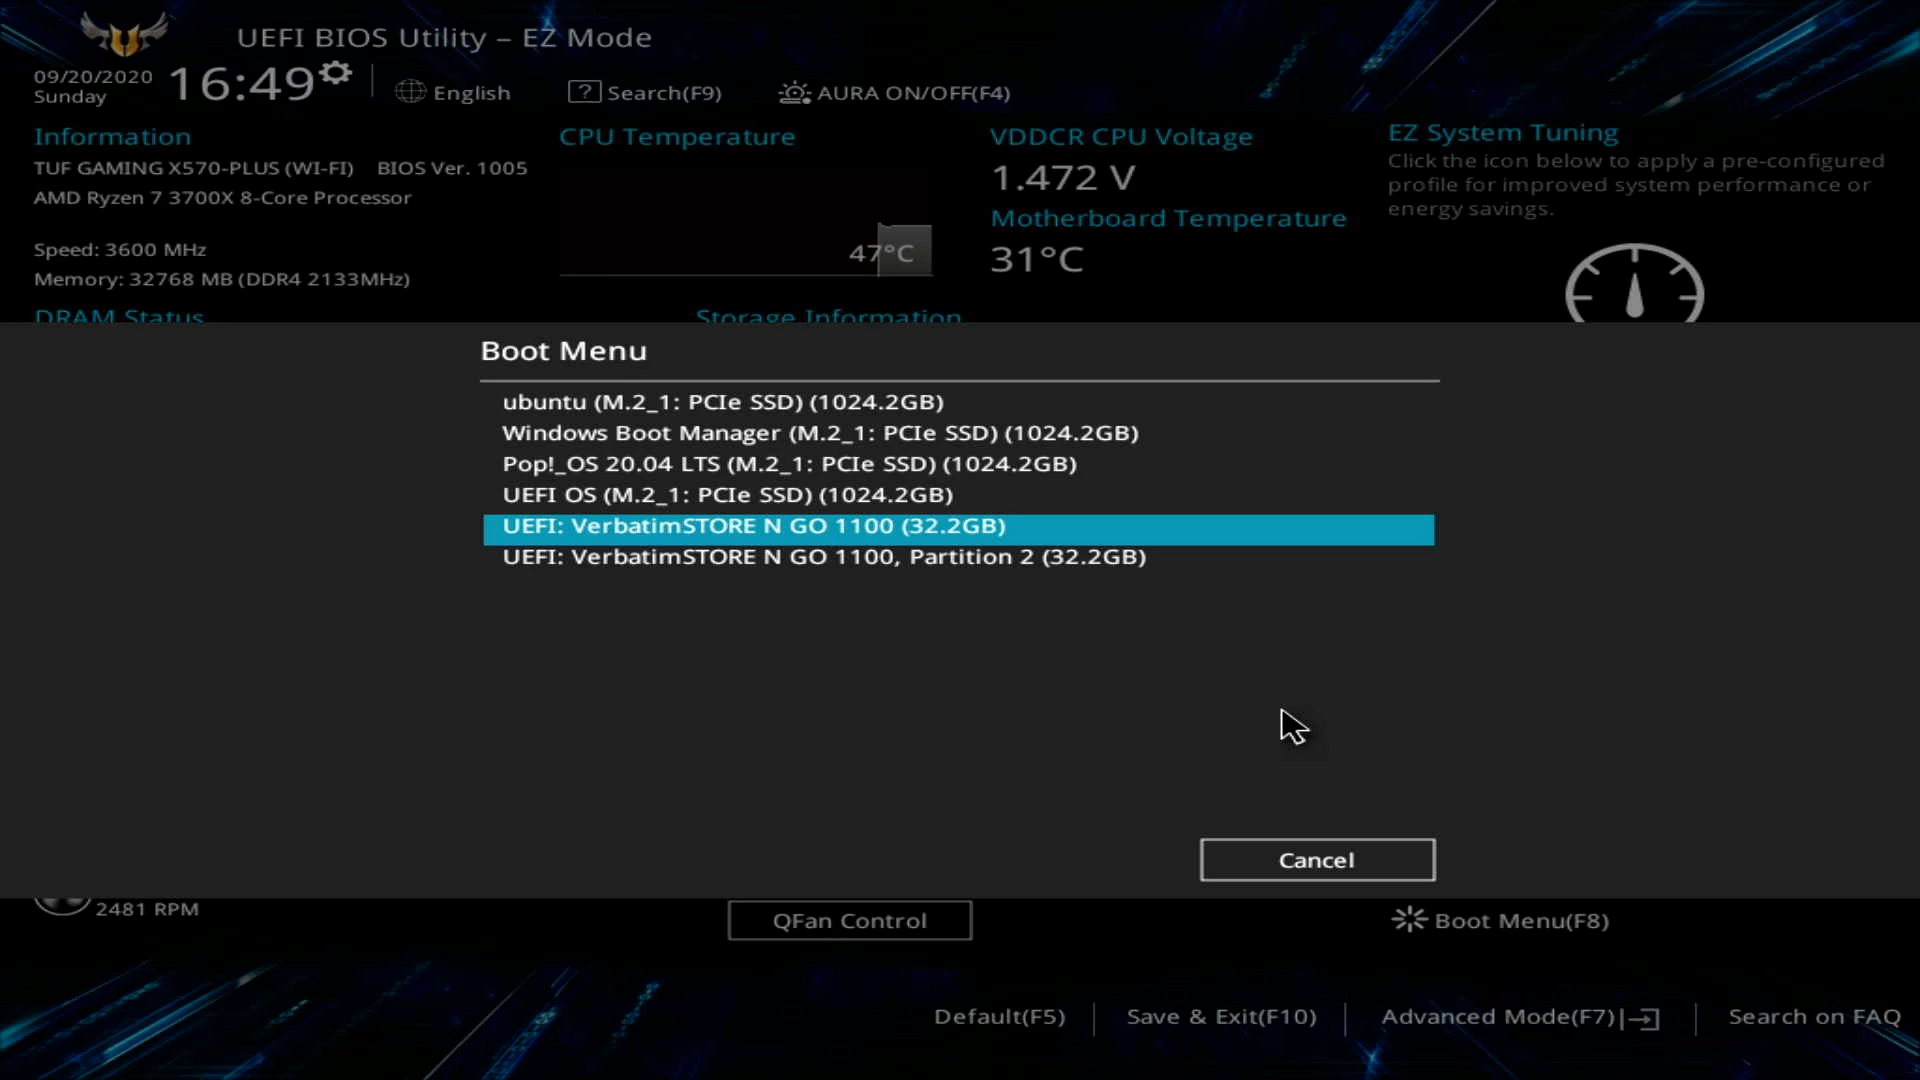 UEFI BIOS Utility – EZ Mode
09/20/2020
Sunday
16:49
English
? Search(F9)
AURA ON/OFF(F4)
Information
TUF GAMING X570-PLUS (WI-FI) BIOS Ver. 1005
AMD Ryzen 7 3700X 8-Core Processor
Speed: 3600 MHz
Memory: 32768 MB (DDR4 2133MHz)
CPU Temperature
47°C
VDDCR CPU Voltage
1.472 V
Motherboard Temperature
31°C
EZ System Tuning
Click the icon below to apply a pre-configured
profile for improved system performance or
energy savings.
DRAM Status
Storage Information
Boot Menu
ubuntu (M.2_1: PCIe SSD) (1024.2GB)
Windows Boot Manager (M.2_1: PCIe SSD) (1024.2GB)
Pop!_OS 20.04 LTS (M.2_1: PCIe SSD) (1024.2GB)
UEFI OS (M.2_1: PCIe SSD) (1024.2GB)
UEFI: VerbatimSTORE N GO 1100 (32.2GB)
UEFI: VerbatimSTORE N GO 1100, Partition 2 (32.2GB)
Cancel
2481 RPM
QFan Control
Boot Menu(F8)
Default(F5)
Save & Exit(F10)
Advanced Mode(F7)
Search on FAQ